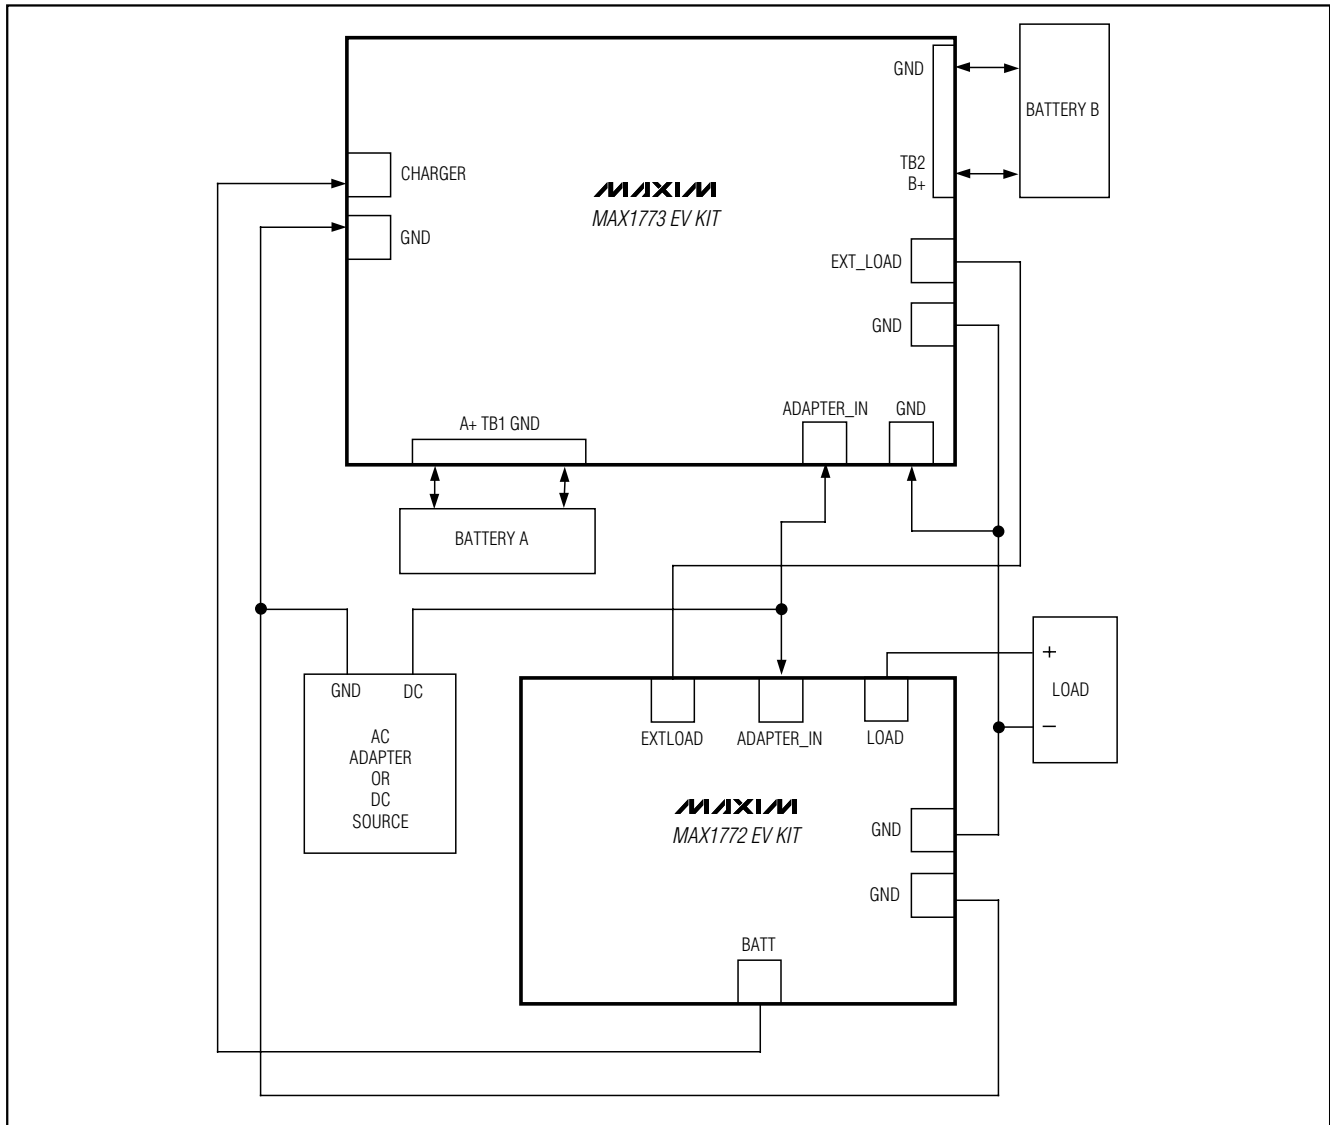 GND
BATTERY B
TB2
B+
CHARGER
MAXIM
MAX1773 EV KIT
GND
EXT_LOAD
GND
ADAPTER_IN
GND
A+ TB1 GND
BATTERY A
GND
DC
AC
ADAPTER
OR
DC
SOURCE
+
LOAD
−
EXTLOAD
ADAPTER_IN
LOAD
MAXIM
MAX1772 EV KIT
GND
GND
BATT